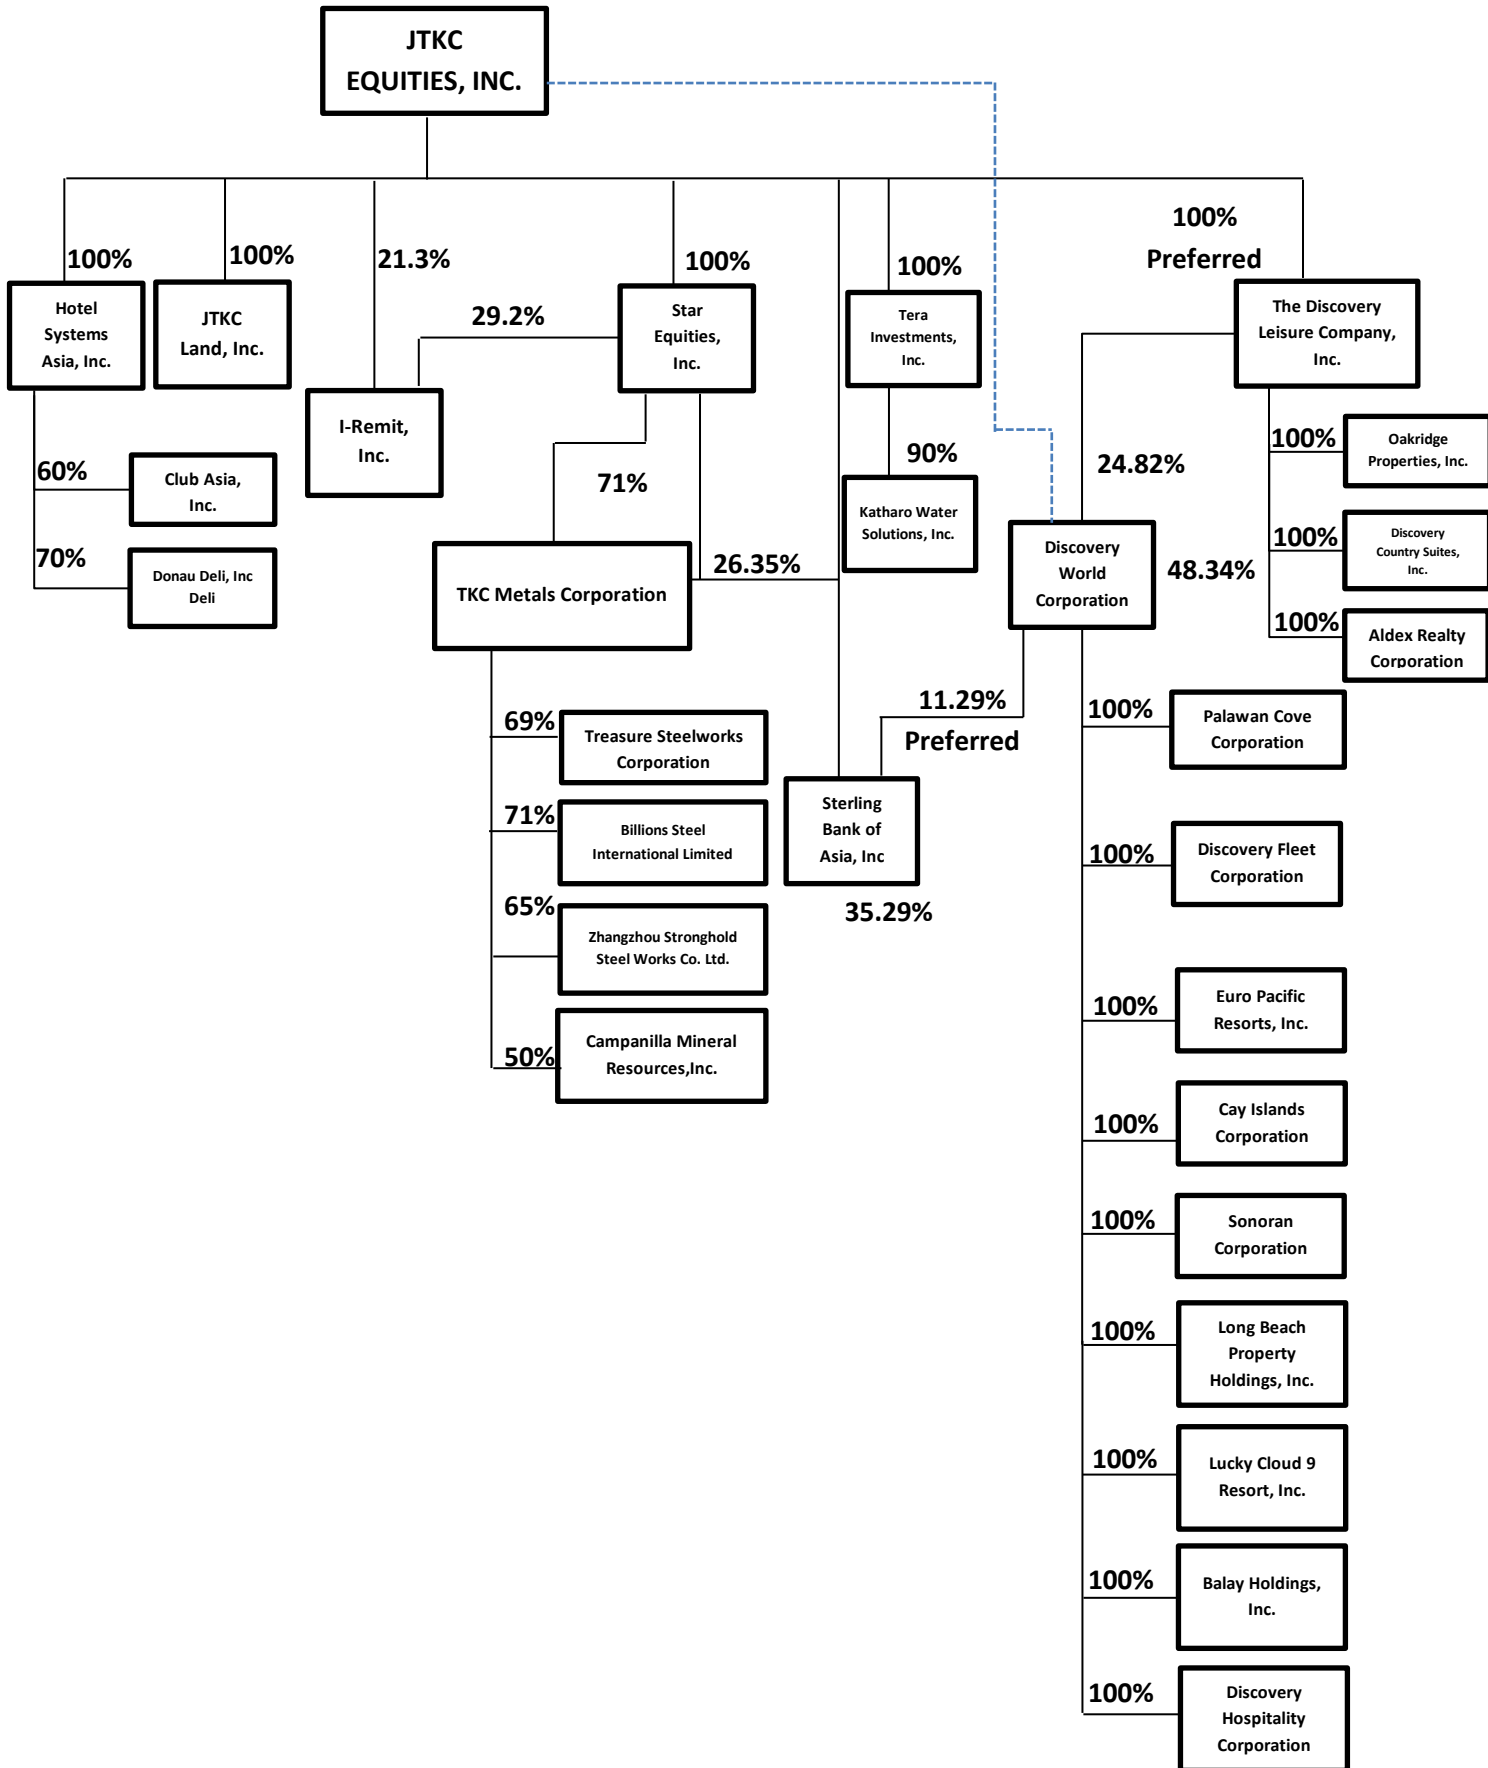 JTKC
EQUITIES, INC.
100%
100%
21.3%
100%
100%
100%
Preferred
Hotel
Systems
Asia, Inc.
JTKC
Land, Inc.
29.2%
Star
Equities,
Inc.
Tera
Investments,
Inc.
The Discovery
Leisure Company,
Inc.
I-Remit,
Inc.
60%
Club Asia,
Inc.
70%
Donau Deli, Inc
Deli
71%
90%
24.82%
100%
Oakridge
Properties, Inc.
Katharo Water
Solutions, Inc.
TKC Metals Corporation
26.35%
Discovery
World
Corporation
48.34%
100%
Discovery
Country Suites,
Inc.
100%
Aldex Realty
Corporation
69%
Treasure Steelworks
Corporation
11.29%
Preferred
100%
Palawan Cove
Corporation
71%
Billions Steel
International Limited
Sterling
Bank of
Asia, Inc
35.29%
100%
Discovery Fleet
Corporation
65%
Zhangzhou Stronghold
Steel Works Co. Ltd.
50%
Campanilla Mineral
Resources,Inc.
100%
Euro Pacific
Resorts, Inc.
100%
Cay Islands
Corporation
100%
Sonoran
Corporation
100%
Long Beach
Property
Holdings, Inc.
100%
Lucky Cloud 9
Resort, Inc.
100%
Balay Holdings,
Inc.
100%
Discovery
Hospitality
Corporation